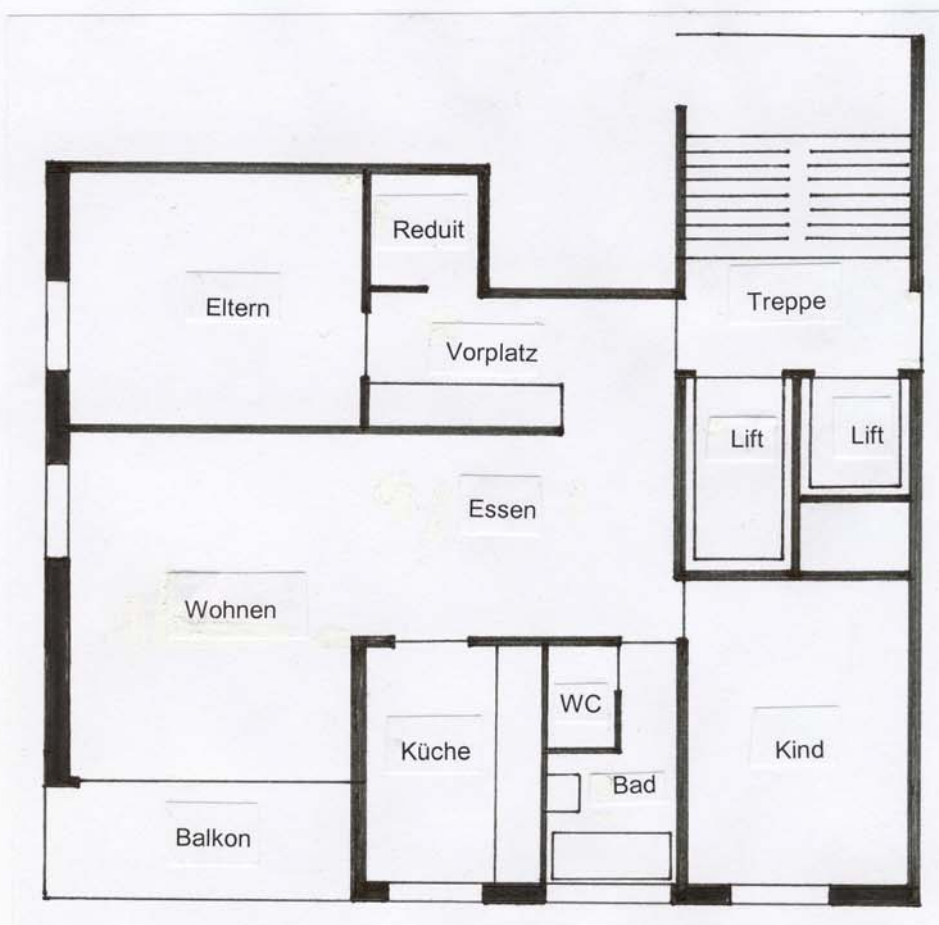 Reduit
Eltern
Treppe
Vorplatz
Lift
Lift
Essen
Wohnen
WC
Küche
Kind
Bad
Balkon